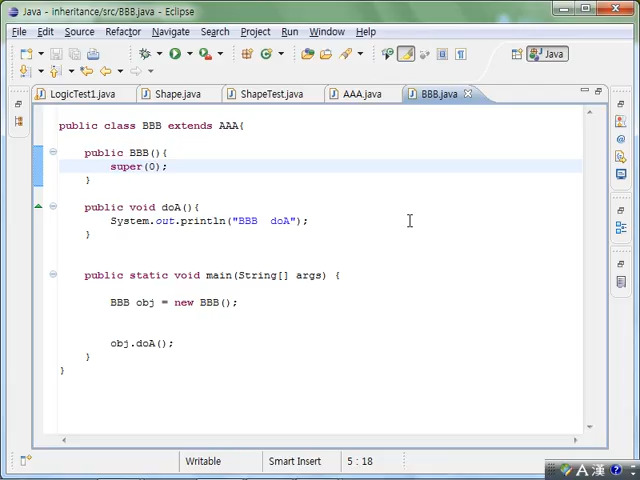 Java - inheritance/src/BBB.java - Eclipse
File Edit Source Refactor Navigate Search Project Run Window Help
Java
LogicTest1.java Shape.java ShapeTest.java AAA.java BBB.java
public class BBB extends AAA{
public BBB(){
super(0);
}
public void doA(){
System.out.println("BBB  doA");
}
public static void main(String[] args) {
BBB obj = new BBB();
obj.doA();
}
}
Writable Smart Insert 5 : 18
A 漢